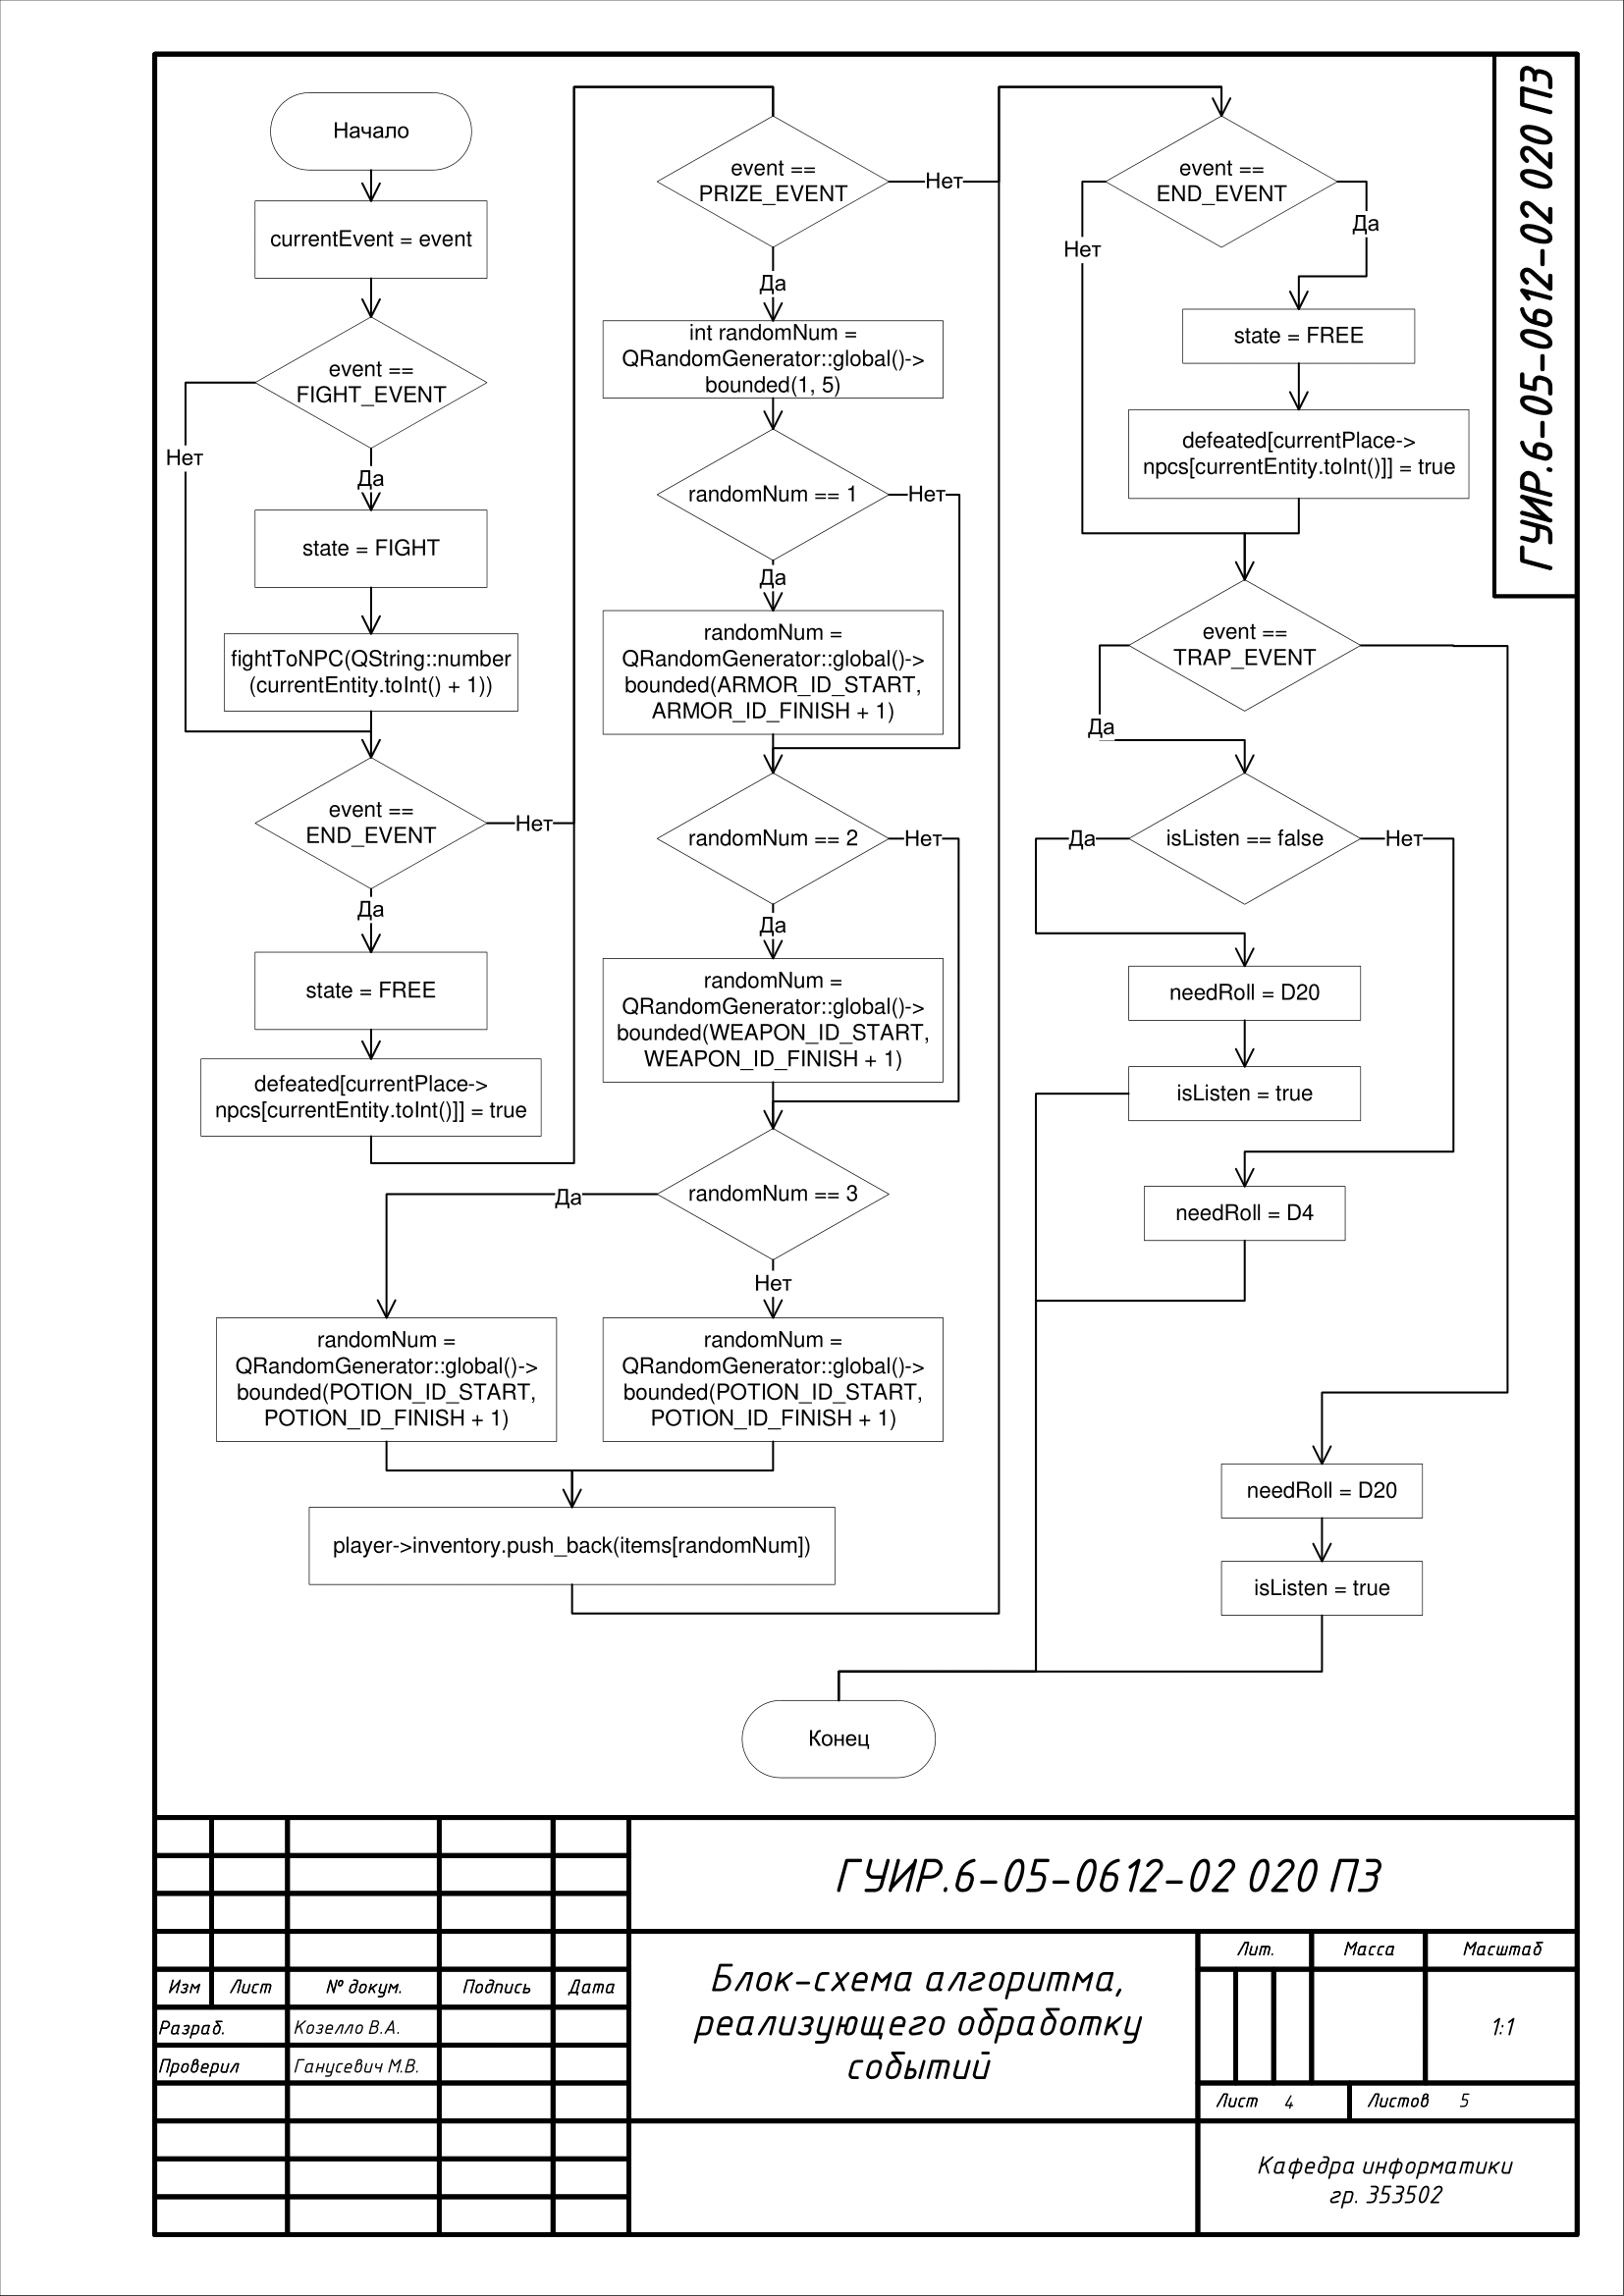 ГУИР.6-05-0612-02 020 ПЗ
Начало
currentEvent = event
event ==
FIGHT_EVENT
Нет
Да
state = FIGHT
fightToNPC(QString::number
(currentEntity.toInt() + 1))
event ==
END_EVENT
Нет
Да
state = FREE
defeated[currentPlace->
npcs[currentEntity.toInt()]] = true
event ==
PRIZE_EVENT
Нет
Да
int randomNum =
QRandomGenerator::global()->
bounded(1, 5)
randomNum == 1
Нет
Да
randomNum =
QRandomGenerator::global()->
bounded(ARMOR_ID_START,
ARMOR_ID_FINISH + 1)
randomNum == 2
Нет
Да
randomNum =
QRandomGenerator::global()->
bounded(WEAPON_ID_START,
WEAPON_ID_FINISH + 1)
randomNum == 3
Да
Нет
randomNum =
QRandomGenerator::global()->
bounded(POTION_ID_START,
POTION_ID_FINISH + 1)
randomNum =
QRandomGenerator::global()->
bounded(POTION_ID_START,
POTION_ID_FINISH + 1)
player->inventory.push_back(items[randomNum])
event ==
END_EVENT
Да
Нет
state = FREE
defeated[currentPlace->
npcs[currentEntity.toInt()]] = true
event ==
TRAP_EVENT
Да
isListen == false
Да
Нет
needRoll = D20
isListen = true
needRoll = D4
needRoll = D20
isListen = true
Конец
ГУИР.6-05-0612-02 020 ПЗ
Изм Лист № докум. Подпись Дата
Разраб. Козелло В.А.
Проверил Ганусевич М.В.
Блок-схема алгоритма,
реализующего обработку
событий
Лит. Масса Масштаб
1:1
Лист 4 Листов 5
Кафедра информатики
гр. 353502